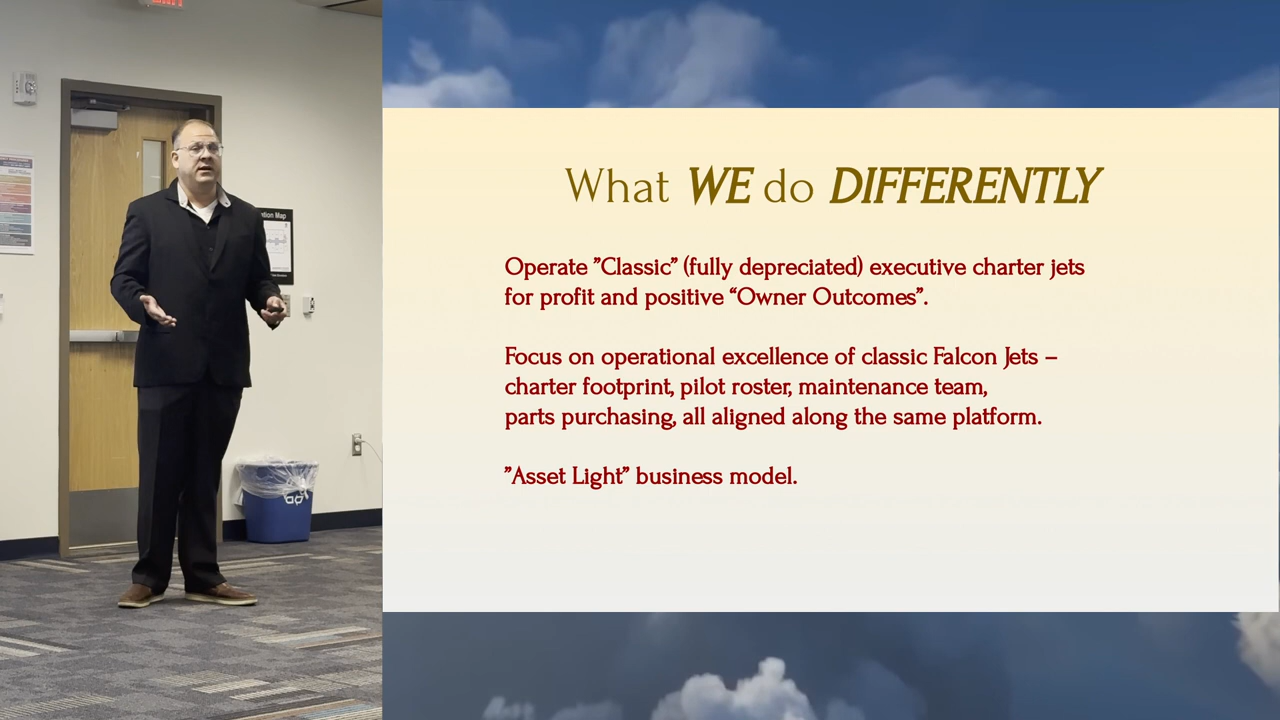 What WE do DIFFERENTLY
Operate ”Classic” (fully depreciated) executive charter jets
for profit and positive “Owner Outcomes”.
Focus on operational excellence of classic Falcon Jets –
charter footprint, pilot roster, maintenance team,
parts purchasing, all aligned along the same platform.
”Asset Light” business model.